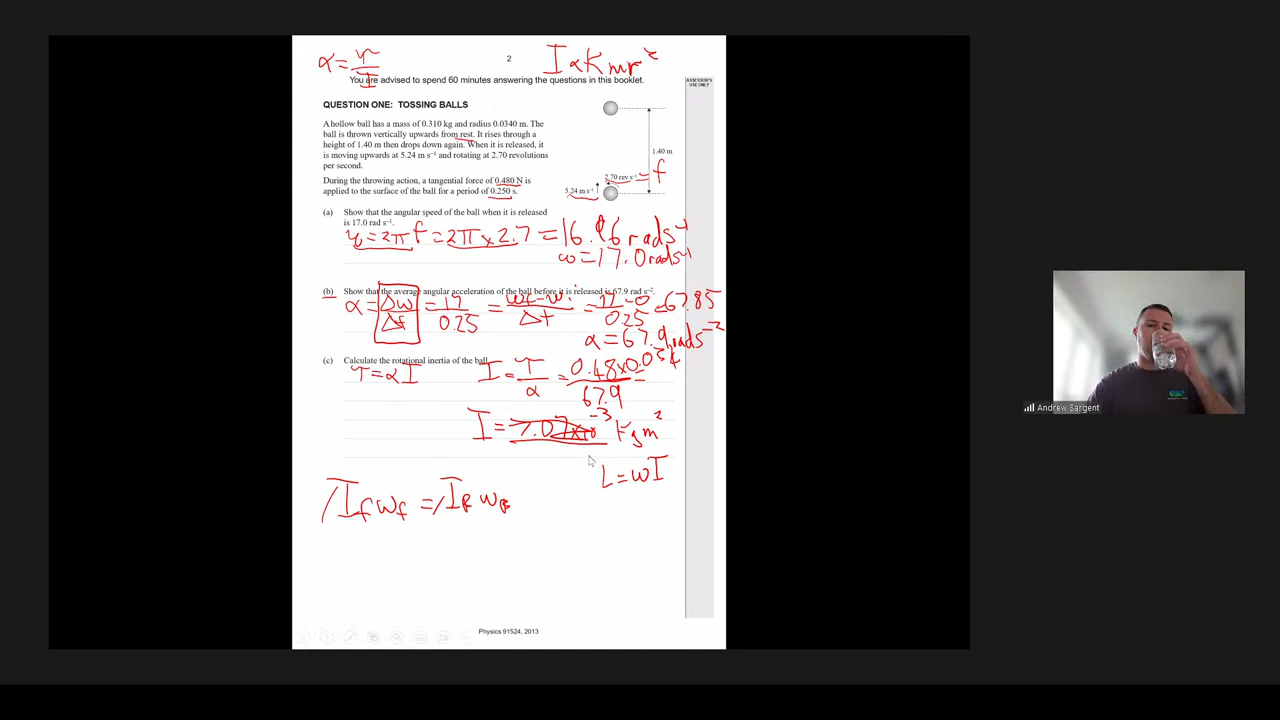 α = τ/I
I α K m r²
2
You are advised to spend 60 minutes answering the questions in this booklet.
ASSESSOR'S USE ONLY
QUESTION ONE: TOSSING BALLS
A hollow ball has a mass of 0.310 kg and radius 0.0340 m. The
ball is thrown vertically upwards from rest. It rises through a
height of 1.40 m then drops down again. When it is released, it
is moving upwards at 5.24 m s⁻¹ and rotating at 2.70 revolutions
per second.
1.40 m
2.70 rev s⁻¹ = f
5.24 m s⁻¹
During the throwing action, a tangential force of 0.480 N is
applied to the surface of the ball for a period of 0.250 s.
(a) Show that the angular speed of the ball when it is released
is 17.0 rad s⁻¹.
ω = 2π f = 2π x 2.7 = 16.96 rads⁻¹
ω = 17.0 rads⁻¹
(b) Show that the average angular acceleration of the ball before it is released is 67.9 rad s⁻².
α = Δω/Δt = 17/0.25 = ωf - ωi/Δt = 17 - 0/0.25 = 67.85
α = 67.9 rads⁻²
(c) Calculate the rotational inertia of the ball.
τ = αI I = τ/α = 0.48 x 0.034/67.9 =
I = Kgm²
L = ωI
Physics 91524, 2013
Andrew Sargent